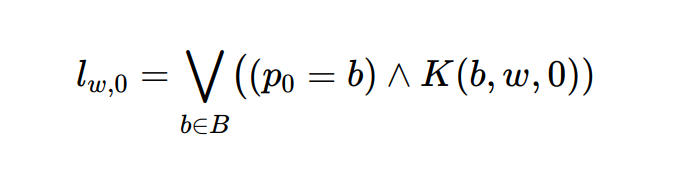 l_{w,0} = \bigvee_{b \in B} ((p_0 = b) \wedge K(b, w, 0))